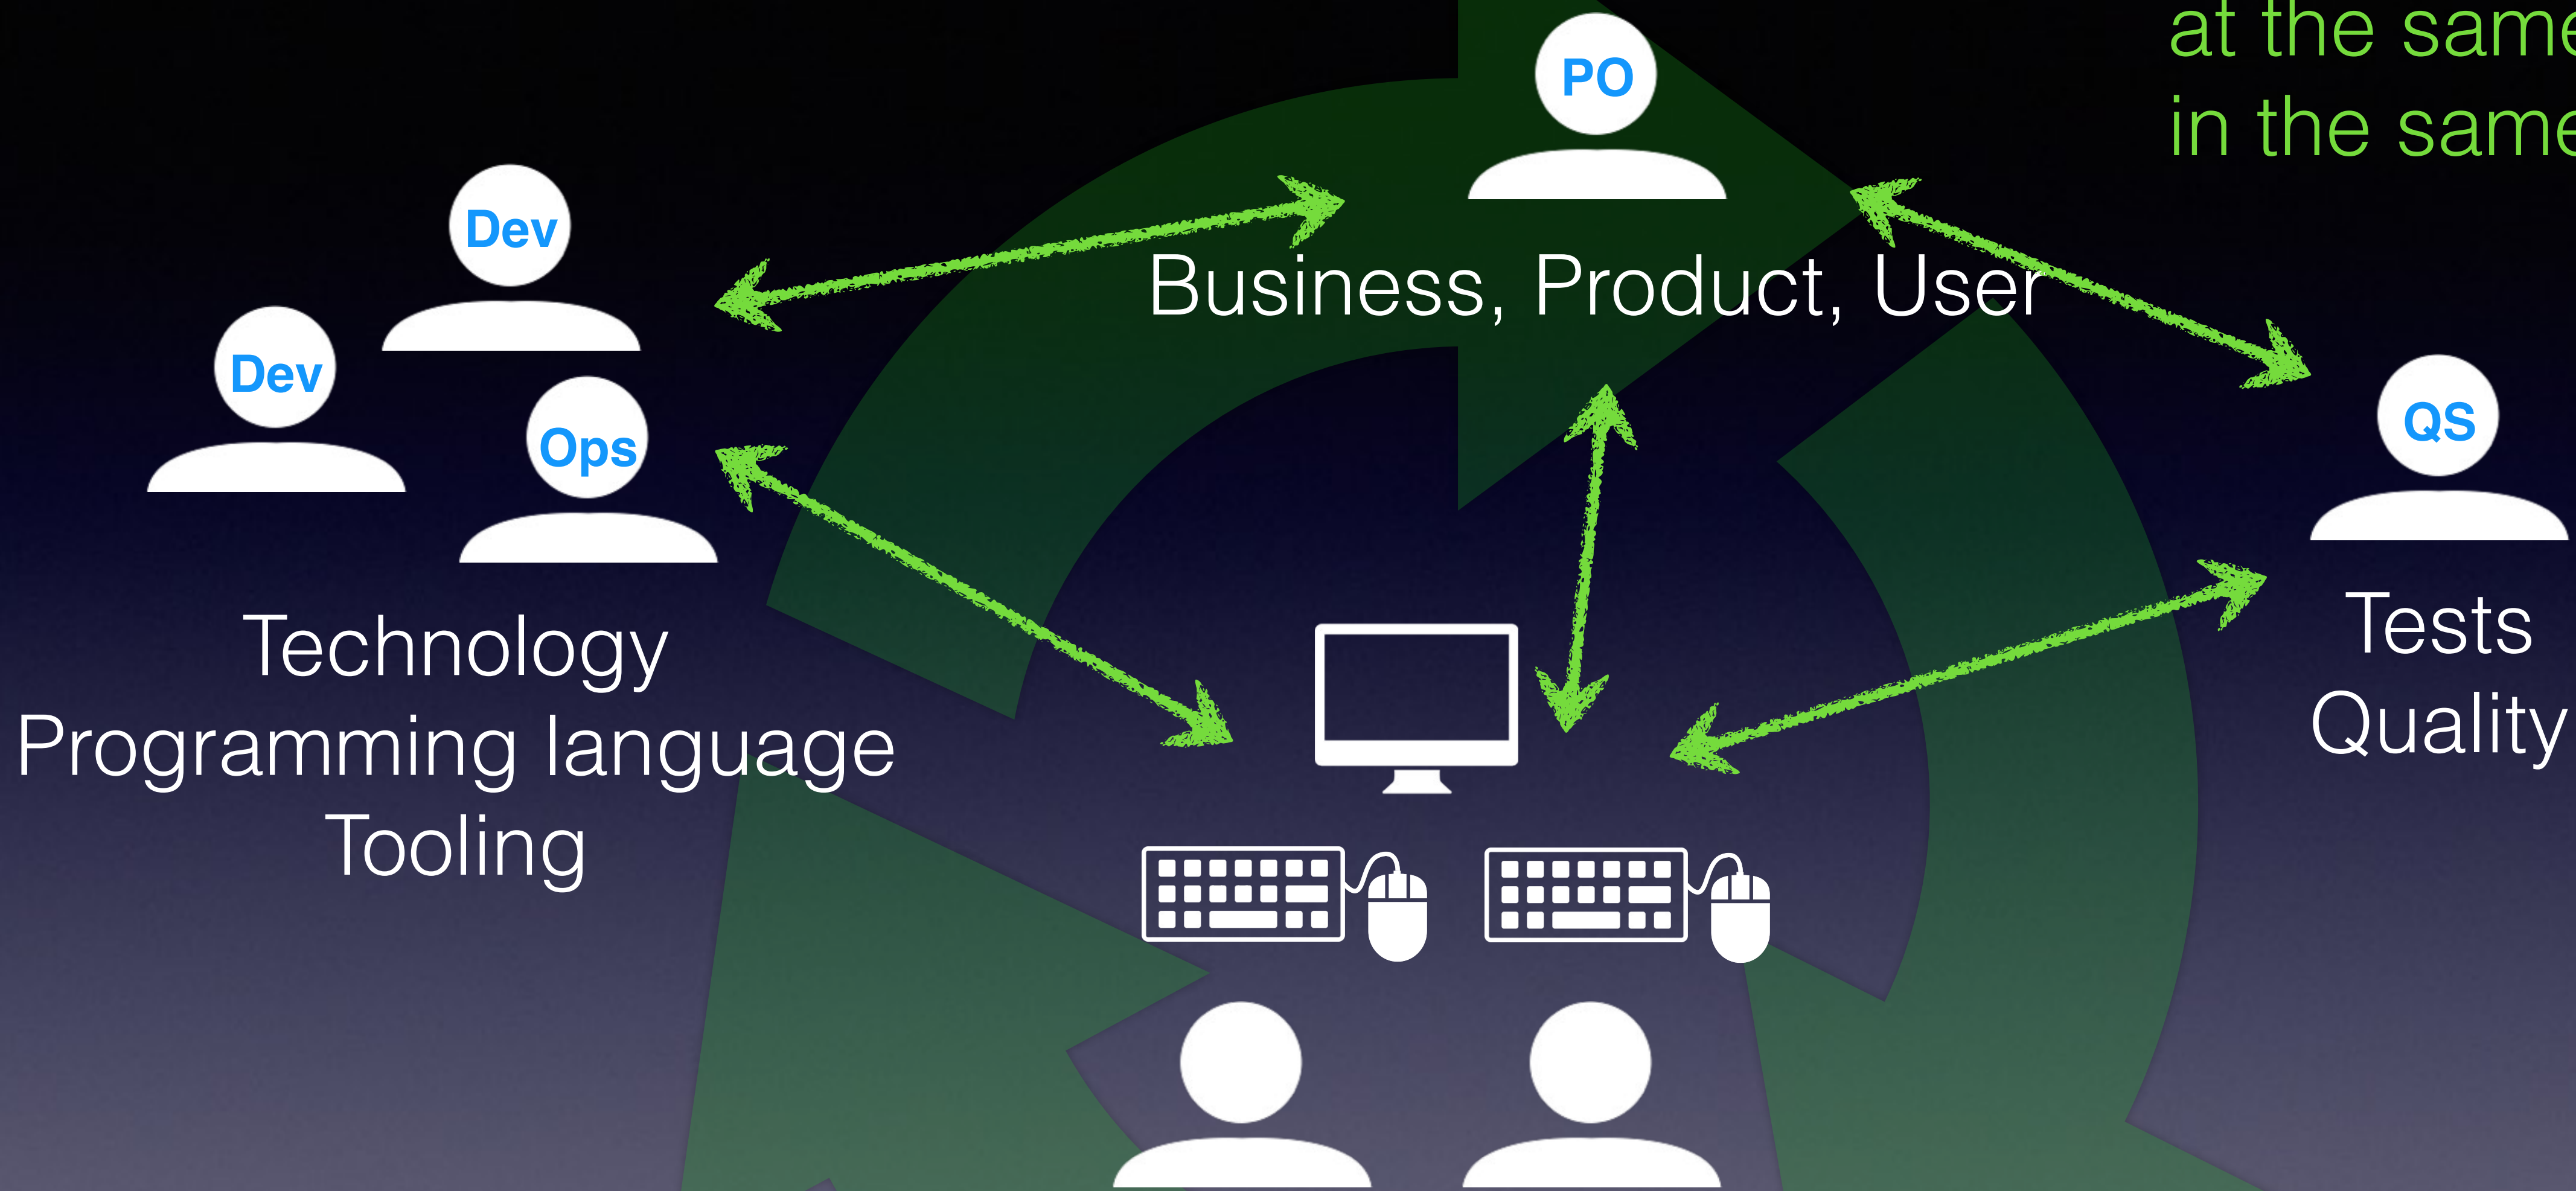 at the same
in the same
PO
Dev
Business, Product, User
Dev
Ops
QS
Technology
Programming language
Tooling
Tests
Quality